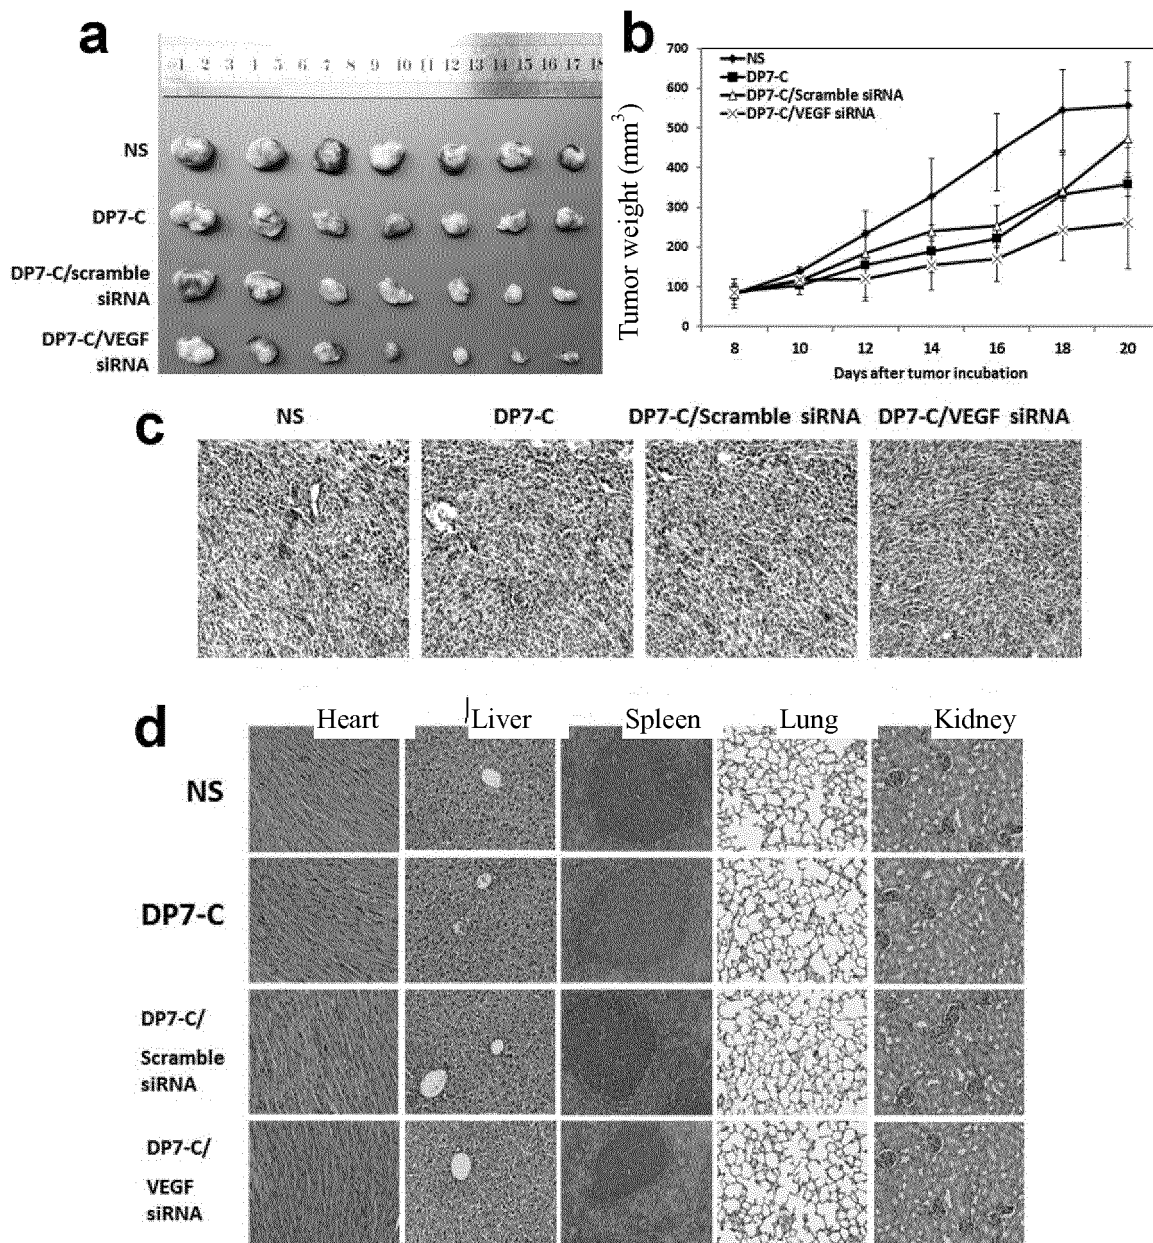 a
1 2 3 4 5 6 7 8 9 10 11 12 13 14 15 16 17 18
NS
DP7-C
DP7-C/scramble
siRNA
DP7-C/VEGF
siRNA
b
700
600
500
400
300
200
100
0
Tumor weight (mm³)
NS
DP7-C
DP7-C/Scramble siRNA
DP7-C/VEGF siRNA
8 10 12 14 16 18 20
Days after tumor incubation
c
NS DP7-C DP7-C/Scramble siRNA DP7-C/VEGF siRNA
d
Heart Liver Spleen Lung Kidney
NS
DP7-C
DP7-C/
Scramble
siRNA
DP7-C/
VEGF
siRNA